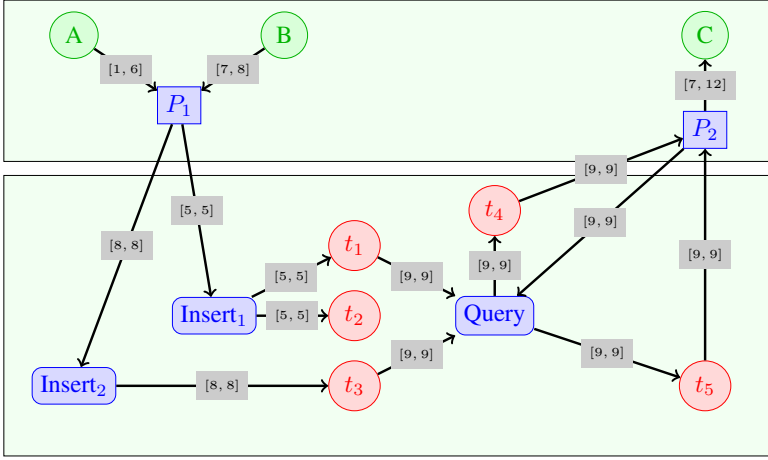 A
B
C
[1, 6]
[7, 8]
[7, 12]
P1
P2
[9, 9]
[5, 5]
t4
[9, 9]
[8, 8]
t1
[9, 9]
[5, 5]
[9, 9]
[9, 9]
Insert1
[5, 5]
t2
Query
[9, 9]
[9, 9]
Insert2
[8, 8]
t3
t5